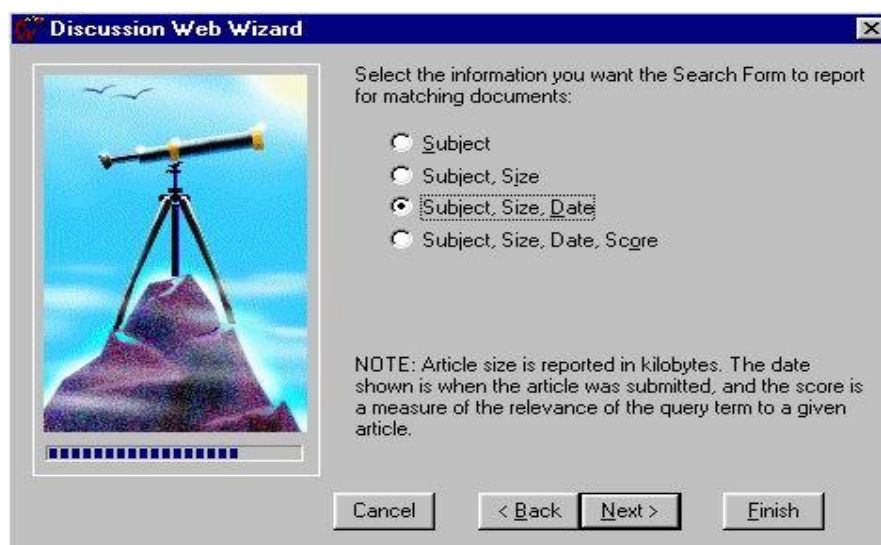 Discussion Web Wizard
Select the information you want the Search Form to report
for matching documents:
Subject
Subject, Size
Subject, Size, Date
Subject, Size, Date, Score
NOTE: Article size is reported in kilobytes. The date
shown is when the article was submitted, and the score is
a measure of the relevance of the query term to a given
article.
Cancel < Back Next > Finish